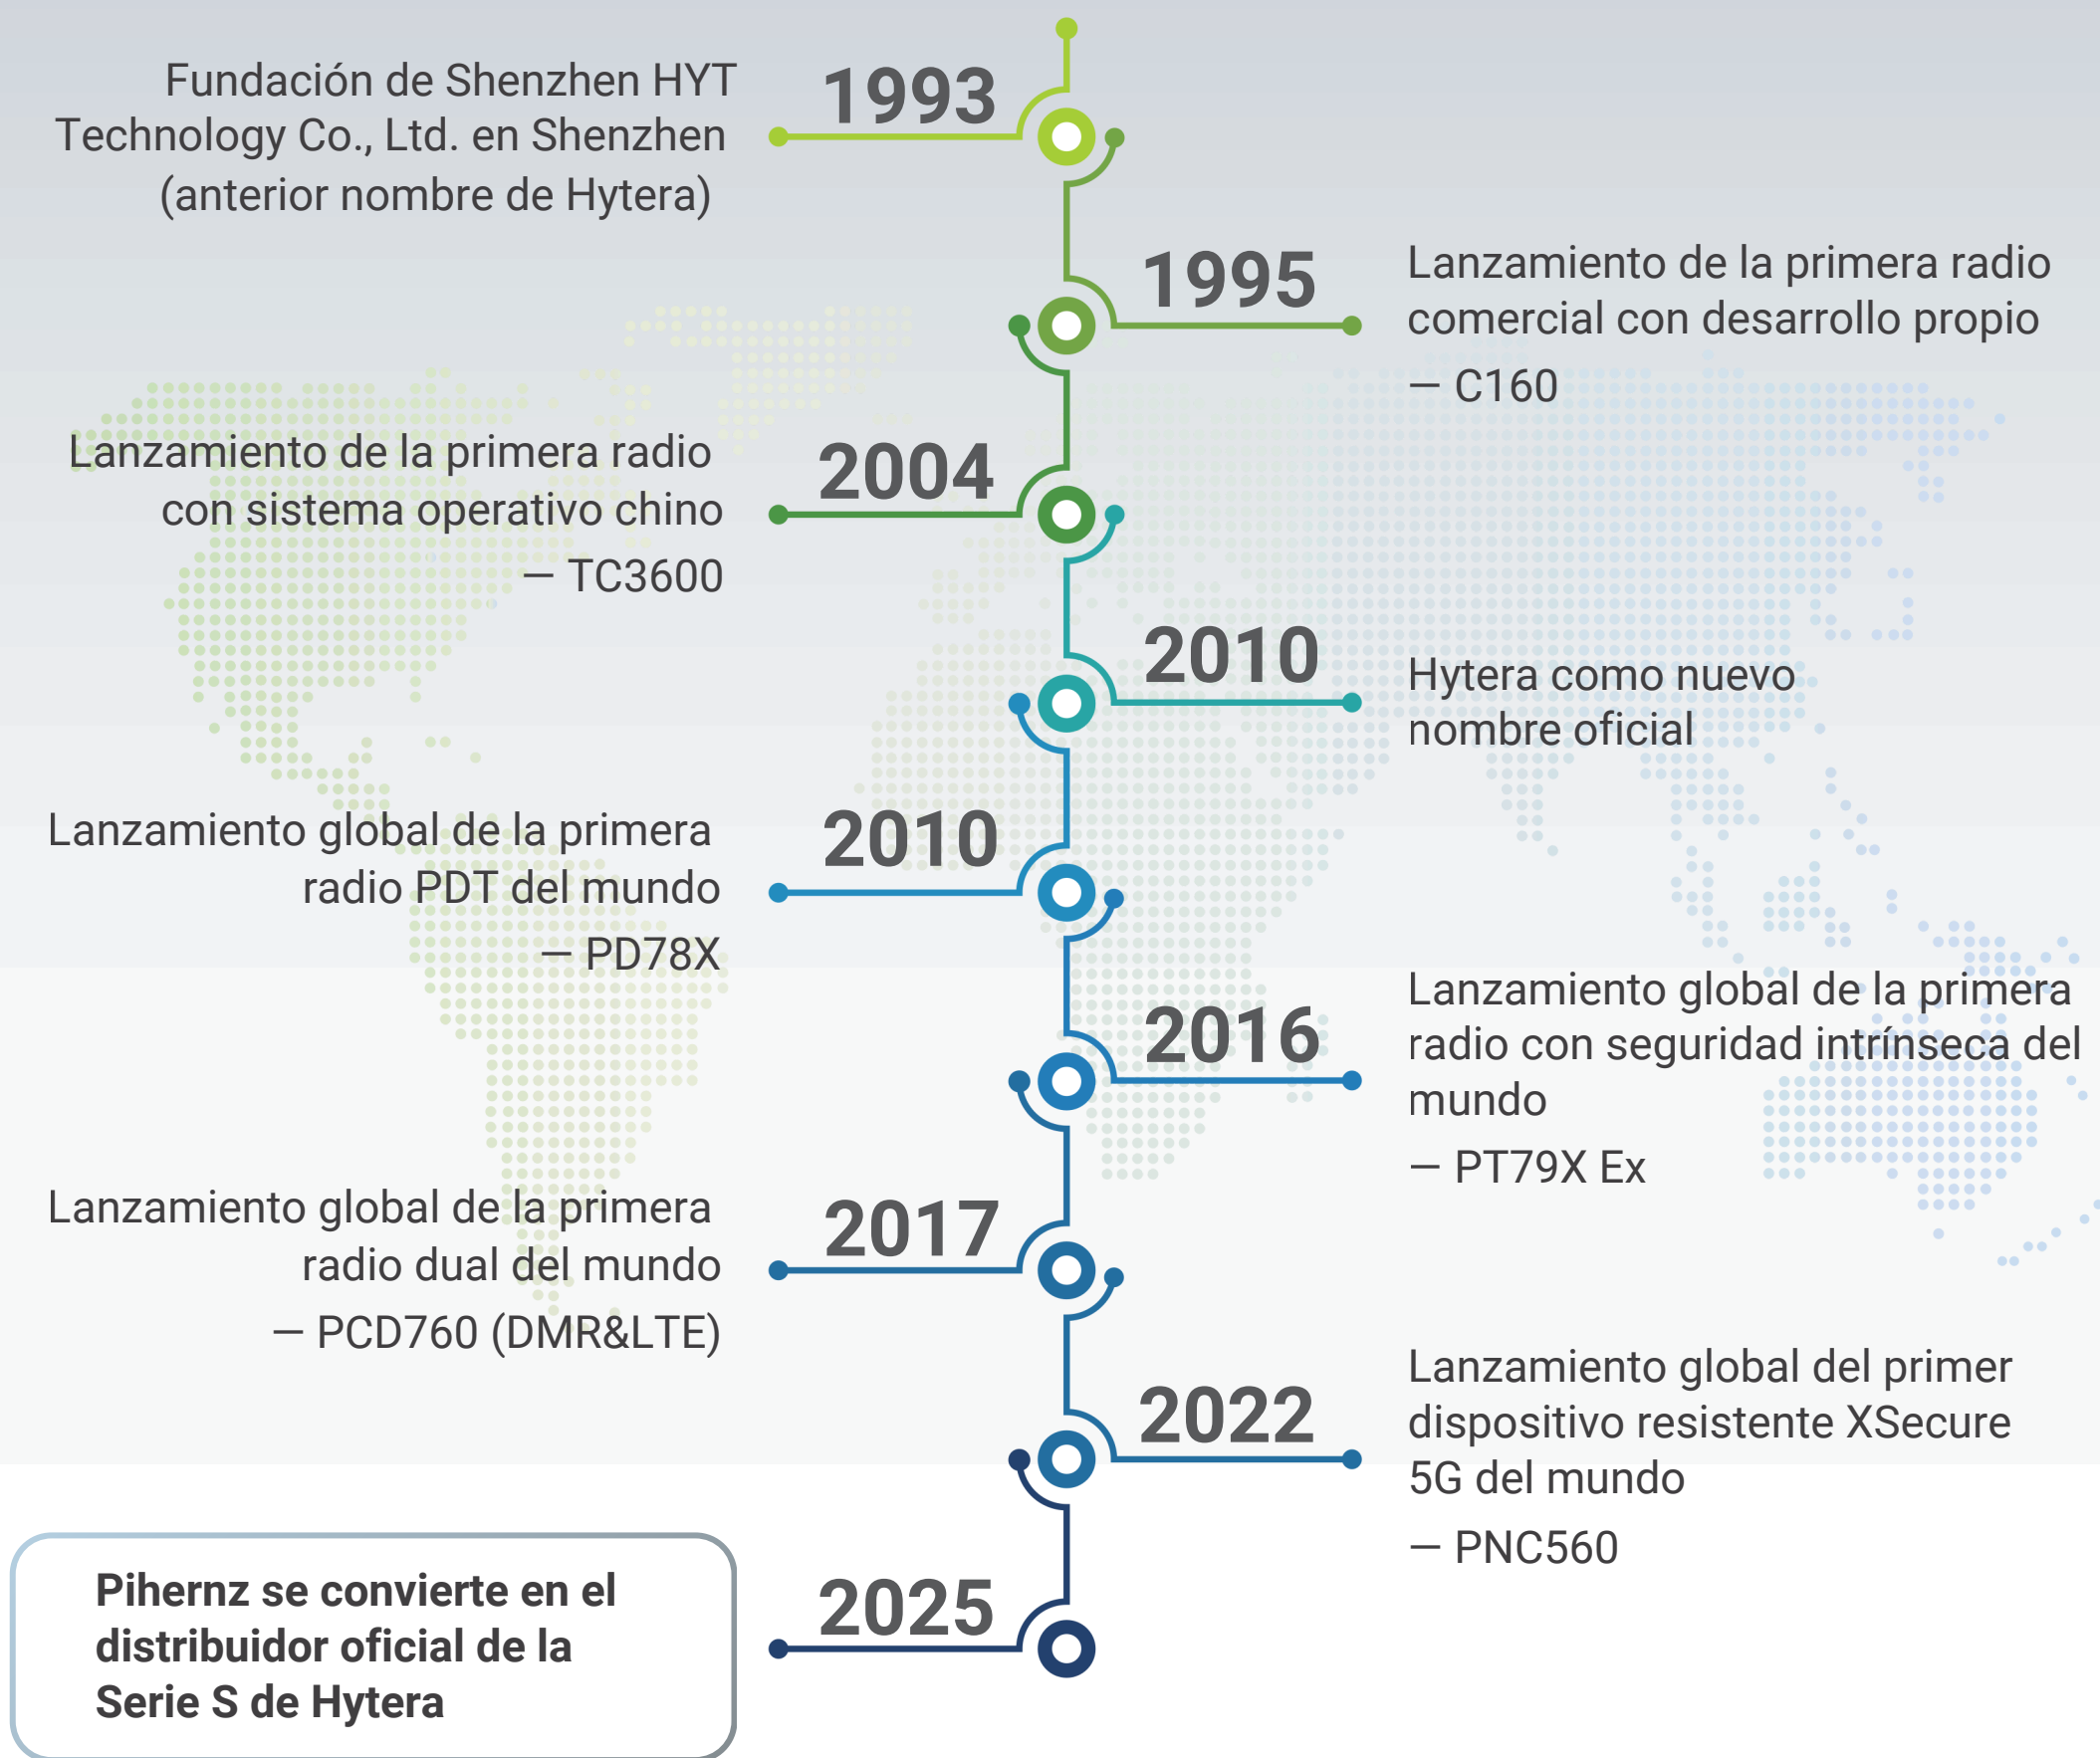 1993
Fundación de Shenzhen HYT
Technology Co., Ltd. en Shenzhen
(anterior nombre de Hytera)
1995
Lanzamiento de la primera radio
comercial con desarrollo propio
— C160
2004
Lanzamiento de la primera radio
con sistema operativo chino
— TC3600
2010
Hytera como nuevo
nombre oficial
2010
Lanzamiento global de la primera
radio PDT del mundo
— PD78X
2016
Lanzamiento global de la primera
radio con seguridad intrínseca del
mundo
— PT79X Ex
2017
Lanzamiento global de la primera
radio dual del mundo
— PCD760 (DMR&LTE)
2022
Lanzamiento global del primer
dispositivo resistente XSecure
5G del mundo
— PNC560
2025
Pihernz se convierte en el
distribuidor oficial de la
Serie S de Hytera